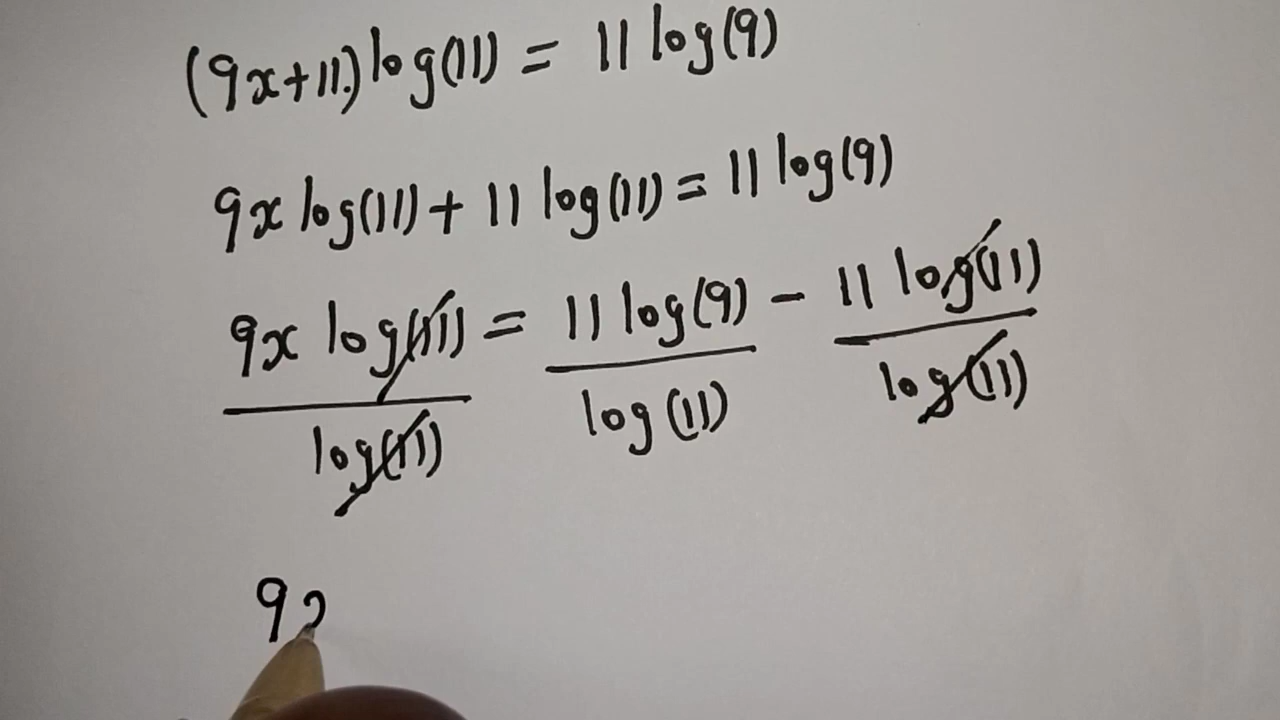 (9x+11.)log(11) = 11 log(9)
9x log(11) + 11 log(11) = 11 log(9)
9x log(11) = 11 log(9) - 11 log(11)
log(11) log(11) log(11)
9x